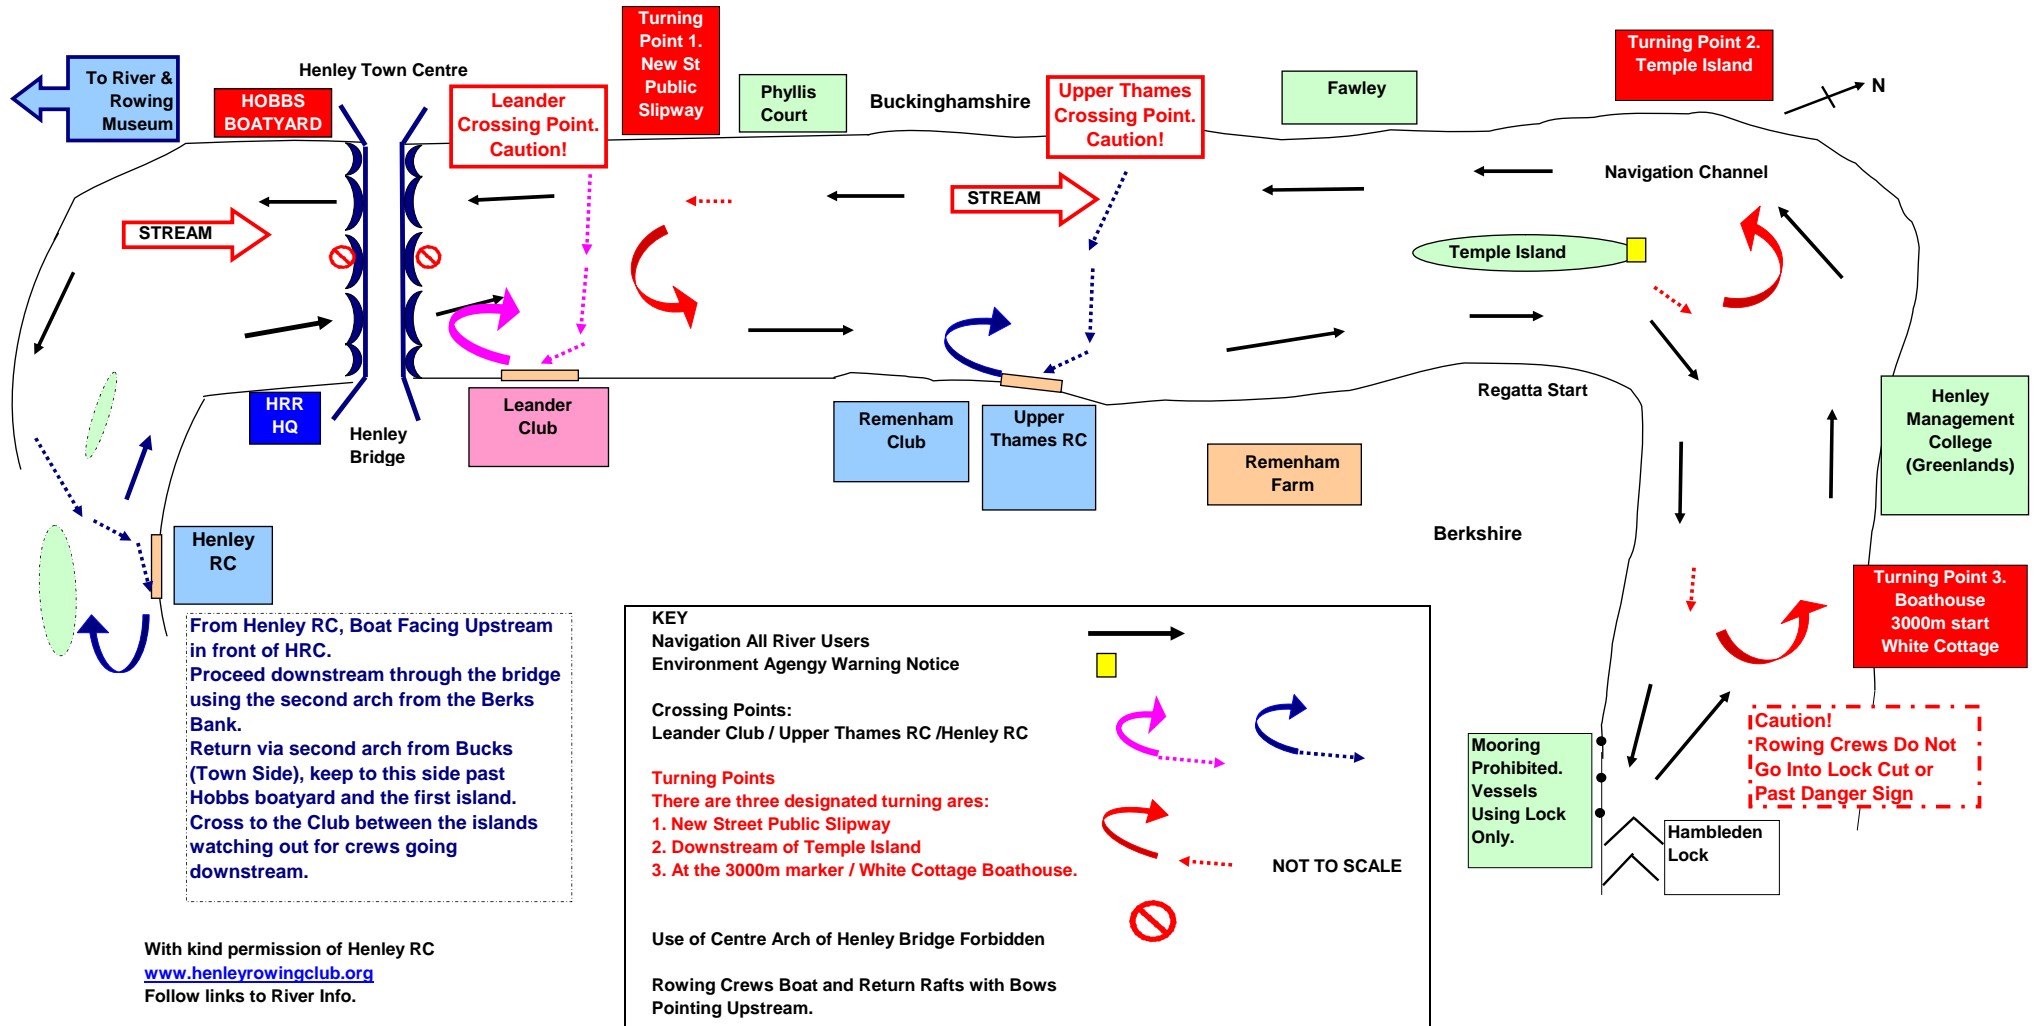 To River &
Rowing
Museum
HOBBS
BOATYARD
Henley Town Centre
Leander
Crossing Point.
Caution!
Turning
Point 1.
New St
Public
Slipway
Phyllis
Court
Buckinghamshire
Upper Thames
Crossing Point.
Caution!
Fawley
Turning Point 2.
Temple Island
N
STREAM
STREAM
Navigation Channel
Temple Island
HRR
HQ
Henley
Bridge
Leander
Club
Remenham
Club
Upper
Thames RC
Remenham
Farm
Regatta Start
Berkshire
Henley
Management
College
(Greenlands)
Henley
RC
Turning Point 3.
Boathouse
3000m start
White Cottage
From Henley RC, Boat Facing Upstream
in front of HRC.
Proceed downstream through the bridge
using the second arch from the Berks
Bank.
Return via second arch from Bucks
(Town Side), keep to this side past
Hobbs boatyard and the first island.
Cross to the Club between the islands
watching out for crews going
downstream.
KEY
Navigation All River Users
Environment Agengy Warning Notice
Crossing Points:
Leander Club / Upper Thames RC /Henley RC
Turning Points
There are three designated turning ares:
1. New Street Public Slipway
2. Downstream of Temple Island
3. At the 3000m marker / White Cottage Boathouse.
NOT TO SCALE
Use of Centre Arch of Henley Bridge Forbidden
Rowing Crews Boat and Return Rafts with Bows
Pointing Upstream.
Mooring
Prohibited.
Vessels
Using Lock
Only.
Caution!
Rowing Crews Do Not
Go Into Lock Cut or
Past Danger Sign
Hambleden
Lock
With kind permission of Henley RC
www.henleyrowingclub.org
Follow links to River Info.